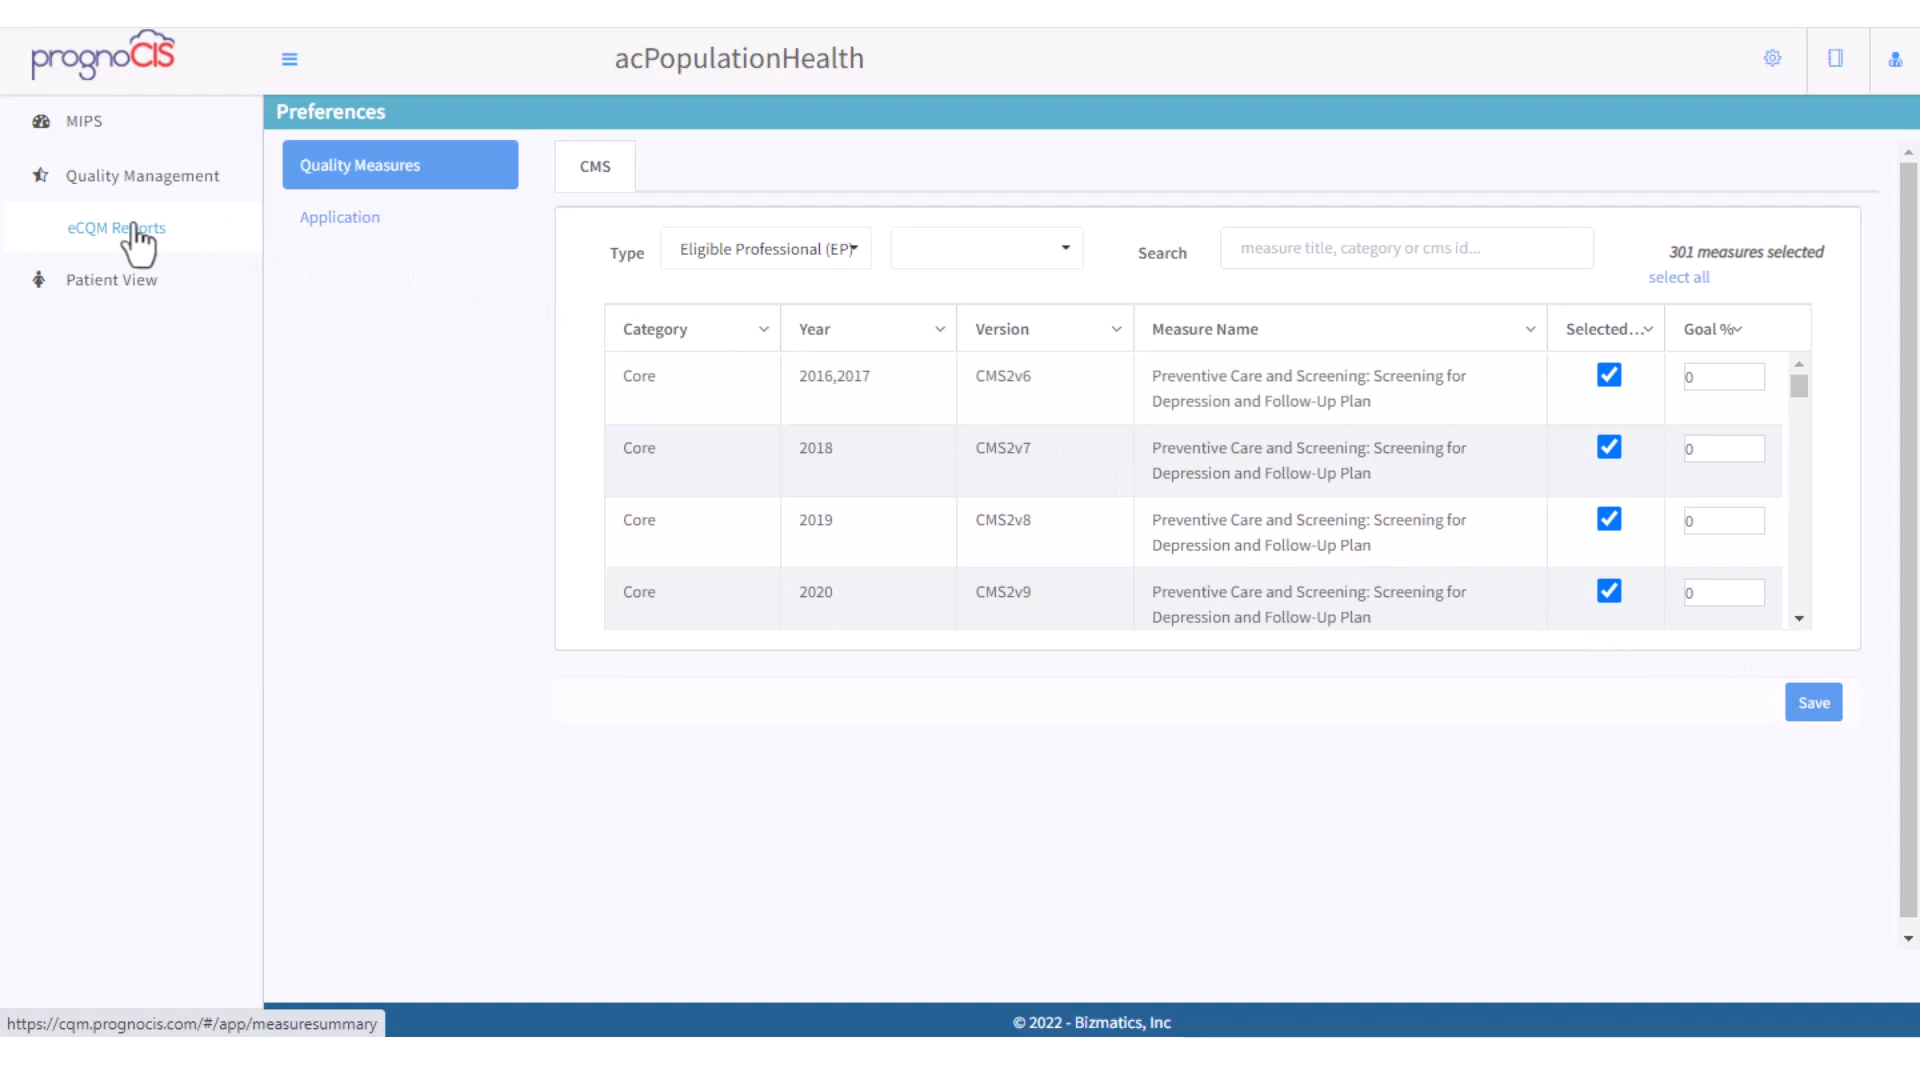 prognoCIS
acPopulationHealth
MIPS
Quality Management
eCQM Reports
Patient View
Preferences
Quality Measures
Application
CMS
Type
Eligible Professional (EP)
Search
measure title, category or cms id...
301 measures selected
select all
Category Year Version Measure Name Selected... Goal %
Core 2016,2017 CMS2v6 Preventive Care and Screening: Screening for 0
Depression and Follow-Up Plan
Core 2018 CMS2v7 Preventive Care and Screening: Screening for 0
Depression and Follow-Up Plan
Core 2019 CMS2v8 Preventive Care and Screening: Screening for 0
Depression and Follow-Up Plan
Core 2020 CMS2v9 Preventive Care and Screening: Screening for 0
Depression and Follow-Up Plan
Save
https://cqm.prognocis.com/#/app/measuresummary
© 2022 - Bizmatics, Inc